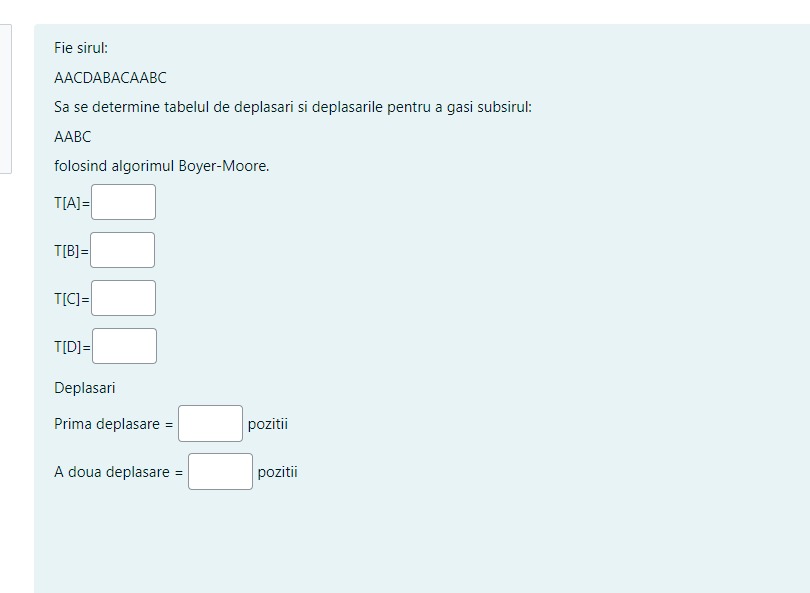 Fie sirul:
AACDABACAABC
Sa se determine tabelul de deplasari si deplasarile pentru a gasi subsirul:
AABC
folosind algorimul Boyer-Moore.
T[A]=
T[B]=
T[C]=
T[D]=
Deplasari
Prima deplasare = pozitii
A doua deplasare = pozitii